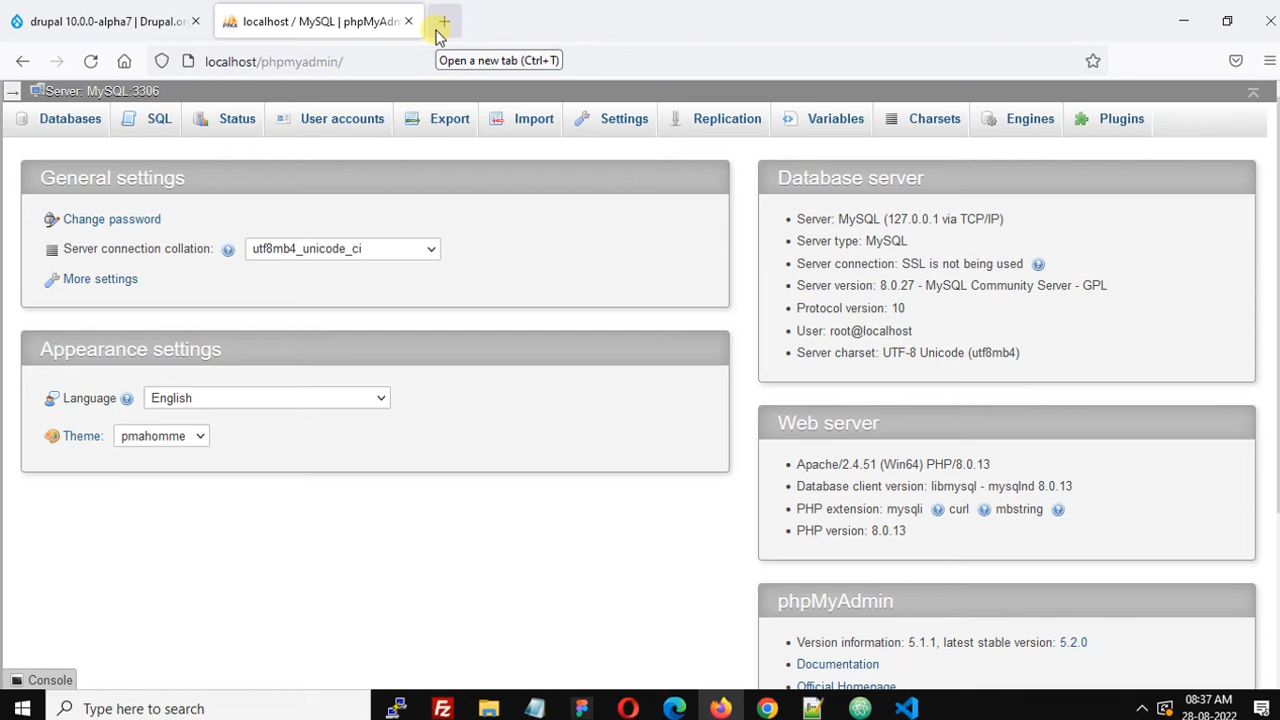 drupal 10.0.0-alpha7 | Drupal.or
localhost / MySQL | phpMyAdm
Open a new tab (Ctrl+T)
localhost/phpmyadmin/
Server: MySQL:3306
Databases SQL Status User accounts Export Import Settings Replication Variables Charsets Engines Plugins
General settings
Change password
Server connection collation: utf8mb4_unicode_ci
More settings
Appearance settings
Language English
Theme: pmahomme
Database server
Server: MySQL (127.0.0.1 via TCP/IP)
Server type: MySQL
Server connection: SSL is not being used
Server version: 8.0.27 - MySQL Community Server - GPL
Protocol version: 10
User: root@localhost
Server charset: UTF-8 Unicode (utf8mb4)
Web server
Apache/2.4.51 (Win64) PHP/8.0.13
Database client version: libmysql - mysqlnd 8.0.13
PHP extension: mysqli curl mbstring
PHP version: 8.0.13
phpMyAdmin
Version information: 5.1.1, latest stable version: 5.2.0
Documentation
Official Homepage
Console
Type here to search
08:37 AM
28-08-2022